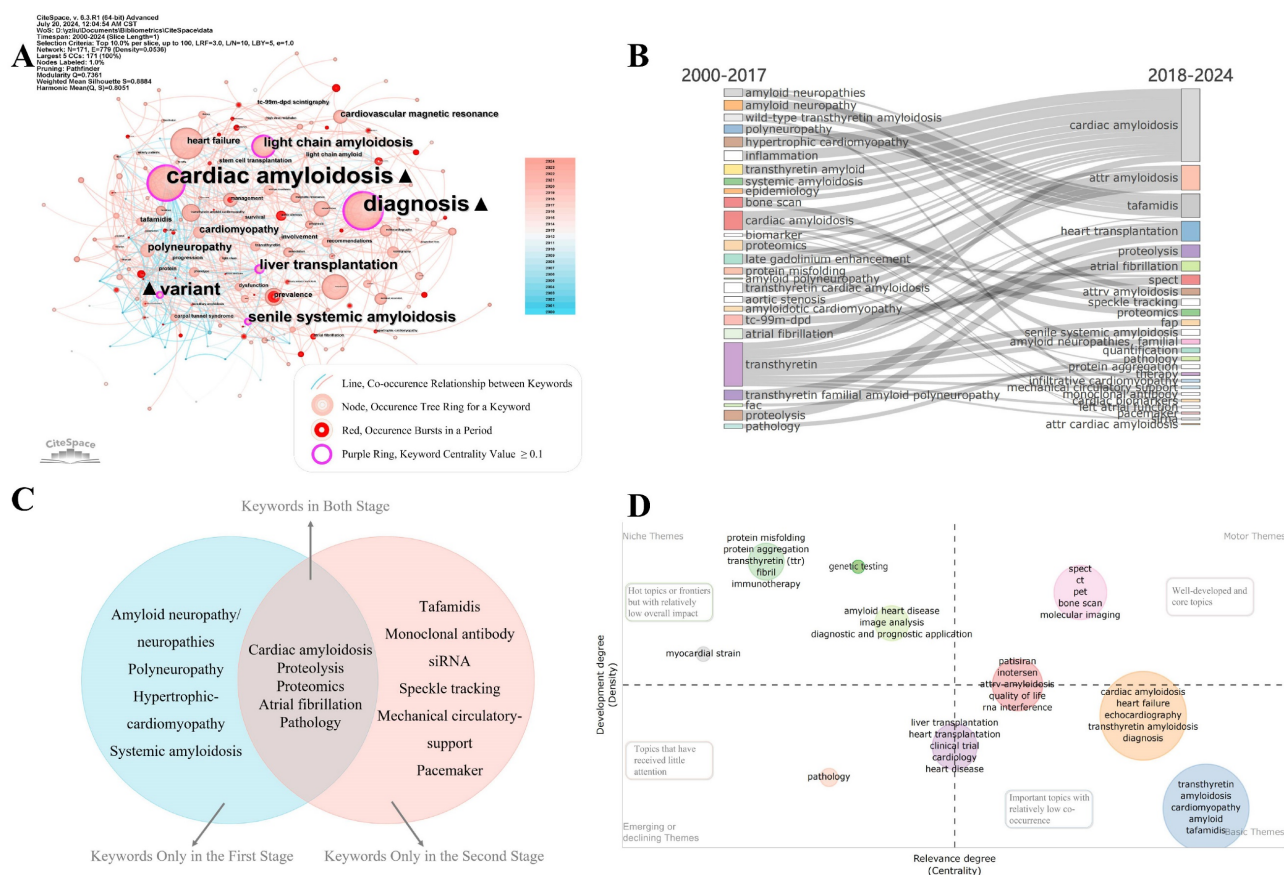 CiteSpace, v. 6.3.R1 (64-bit) Advanced
July 20, 2024, 12:04:54 AM CST
WoS: D:\yzliu\Documents\Bibliometrics\CiteSpace\data
Timespan: 2000-2024 (Slice Length=1)
Selection Criteria: Top 10.0% per slice, up to 100, LRF=3.0, L/N=10, LBY=5, e=1.0
Network: N=171, E=779 (Density=0.0536)
Largest 5 CCs: 171 (100%)
Nodes Labeled: 1.0%
Pruning: Pathfinder
Modularity Q=0.7361
Weighted Mean Silhouette S=0.8884
Harmonic Mean(Q, S)=0.8051
A
tc-99m-dpd scintigraphy
cardiovascular magnetic resonance
heart failure
light chain amyloidosis
stem cell transplantation
light chain amyloid
cardiac amyloidosis ▲
diagnosis ▲
management
tafamidis
survival
cardiomyopathy
involvement
recommendations
polyneuropathy
progression
protein
liver transplantation
▲ variant
dysfunction
prevalence
carpal tunnel syndrome
senile systemic amyloidosis
Line, Co-occurence Relationship between Keywords
Node, Occurence Tree Ring for a Keyword
Red, Occurence Bursts in a Period
Purple Ring, Keyword Centrality Value ≥ 0.1
CiteSpace
B
2000-2017
2018-2024
amyloid neuropathies
amyloid neuropathy
wild-type transthyretin amyloidosis
polyneuropathy
hypertrophic cardiomyopathy
inflammation
transthyretin amyloid
systemic amyloidosis
epidemiology
bone scan
cardiac amyloidosis
biomarker
proteomics
late gadolinium enhancement
protein misfolding
amyloid polyneuropathy
transthyretin cardiac amyloidosis
aortic stenosis
amyloidotic cardiomyopathy
tc-99m-dpd
atrial fibrillation
transthyretin
transthyretin familial amyloid polyneuropathy
fac
proteolysis
pathology
cardiac amyloidosis
attr amyloidosis
tafamidis
heart transplantation
proteolysis
atrial fibrillation
spect
attrv amyloidosis
speckle tracking
proteomics
fap
senile systemic amyloidosis
amyloid neuropathies, familial
quantification
pathology
protein aggregation
therapy
infiltrative cardiomyopathy
mechanical circulatory support
monoclonal antibody
cardiac biomarkers
left atrial function
pacemaker
sirna
attr cardiac amyloidosis
C
Keywords in Both Stage
Amyloid neuropathy/
neuropathies
Polyneuropathy
Hypertrophic-
cardiomyopathy
Systemic amyloidosis
Cardiac amyloidosis
Proteolysis
Proteomics
Atrial fibrillation
Pathology
Tafamidis
Monoclonal antibody
siRNA
Speckle tracking
Mechanical circulatory-
support
Pacemaker
Keywords Only in the First Stage
Keywords Only in the Second Stage
D
Niche Themes
Motor Themes
protein misfolding
protein aggregation
transthyretin (ttr)
fibril
immunotherapy
genetic testing
spect
ct
pet
bone scan
molecular imaging
Hot topics or frontiers
but with relatively
low overall impact
Well-developed and
core topics
amyloid heart disease
image analysis
diagnostic and prognostic application
myocardial strain
patisiran
inotersen
attrv-amyloidosis
quality of life
rna interference
cardiac amyloidosis
heart failure
echocardiography
transthyretin amyloidosis
diagnosis
liver transplantation
heart transplantation
clinical trial
cardiology
heart disease
Topics that have
received little
attention
pathology
Important topics with
relatively low co-
occurrence
transthyretin
amyloidosis
cardiomyopathy
amyloid
tafamidis
Emerging or
declining Themes
Basic Themes
Development degree
(Density)
Relevance degree
(Centrality)